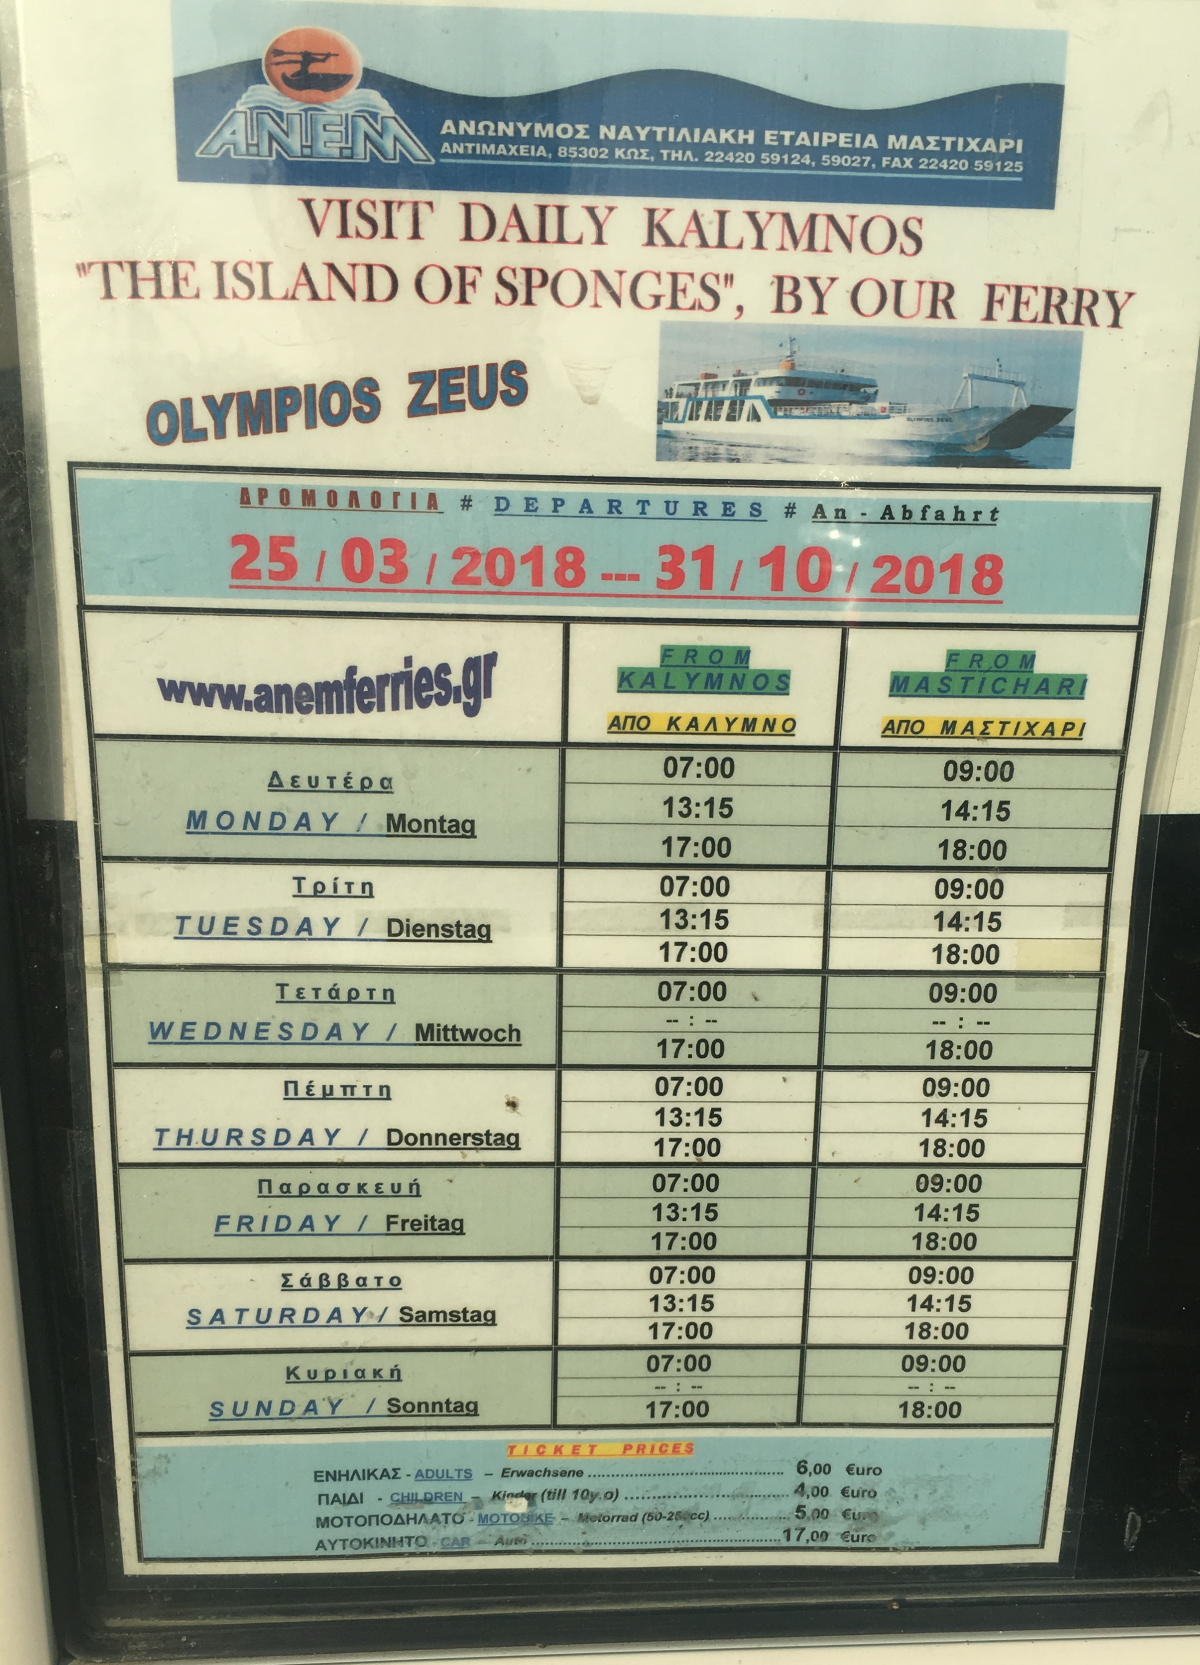 Α.Ν.Ε.Μ
ΑΝΩΝΥΜΟΣ ΝΑΥΤΙΛΙΑΚΗ ΕΤΑΙΡΕΙΑ ΜΑΣΤΙΧΑΡΙ
ΑΝΤΙΜΑΧΕΙΑ, 85302 ΚΩΣ, ΤΗΛ. 22420 59124, 59027, FAX 22420 59125
VISIT DAILY KALYMNOS
"THE ISLAND OF SPONGES", BY OUR FERRY
OLYMPIOS ZEUS
OLYMPIOS ZEUS
ΔΡΟΜΟΛΟΓΙΑ # DEPARTURES # An - Abfahrt
25 / 03 / 2018 --- 31 / 10 / 2018
www.anemferries.gr
FROM KALYMNOS
ΑΠΟ ΚΑΛΥΜΝΟ
FROM MASTICHARI
ΑΠΟ ΜΑΣΤΙΧΑΡΙ
Δευτέρα
MONDAY / Montag
07:00 09:00
13:15 14:15
17:00 18:00
Τρίτη
TUESDAY / Dienstag
07:00 09:00
13:15 14:15
17:00 18:00
Τετάρτη
WEDNESDAY / Mittwoch
07:00 09:00
-- : -- -- : --
17:00 18:00
Πέμπτη
THURSDAY / Donnerstag
07:00 09:00
13:15 14:15
17:00 18:00
Παρασκευή
FRIDAY / Freitag
07:00 09:00
13:15 14:15
17:00 18:00
Σάββατο
SATURDAY / Samstag
07:00 09:00
13:15 14:15
17:00 18:00
Κυριακή
SUNDAY / Sonntag
07:00 09:00
-- : -- -- : --
17:00 18:00
TICKET PRICES
ΕΝΗΛΙΚΑΣ - ADULTS – Erwachsene ........ 6,00 €uro
ΠΑΙΔΙ - CHILDREN – Kinder (till 10y.o) ........ 4,00 €uro
ΜΟΤΟΠΟΔΗΛΑΤΟ - MOTOBIKE – Motorrad (50-250cc) ........ 5,00 €uro
ΑΥΤΟΚΙΝΗΤΟ - CAR – Auto ........ 17,00 €uro